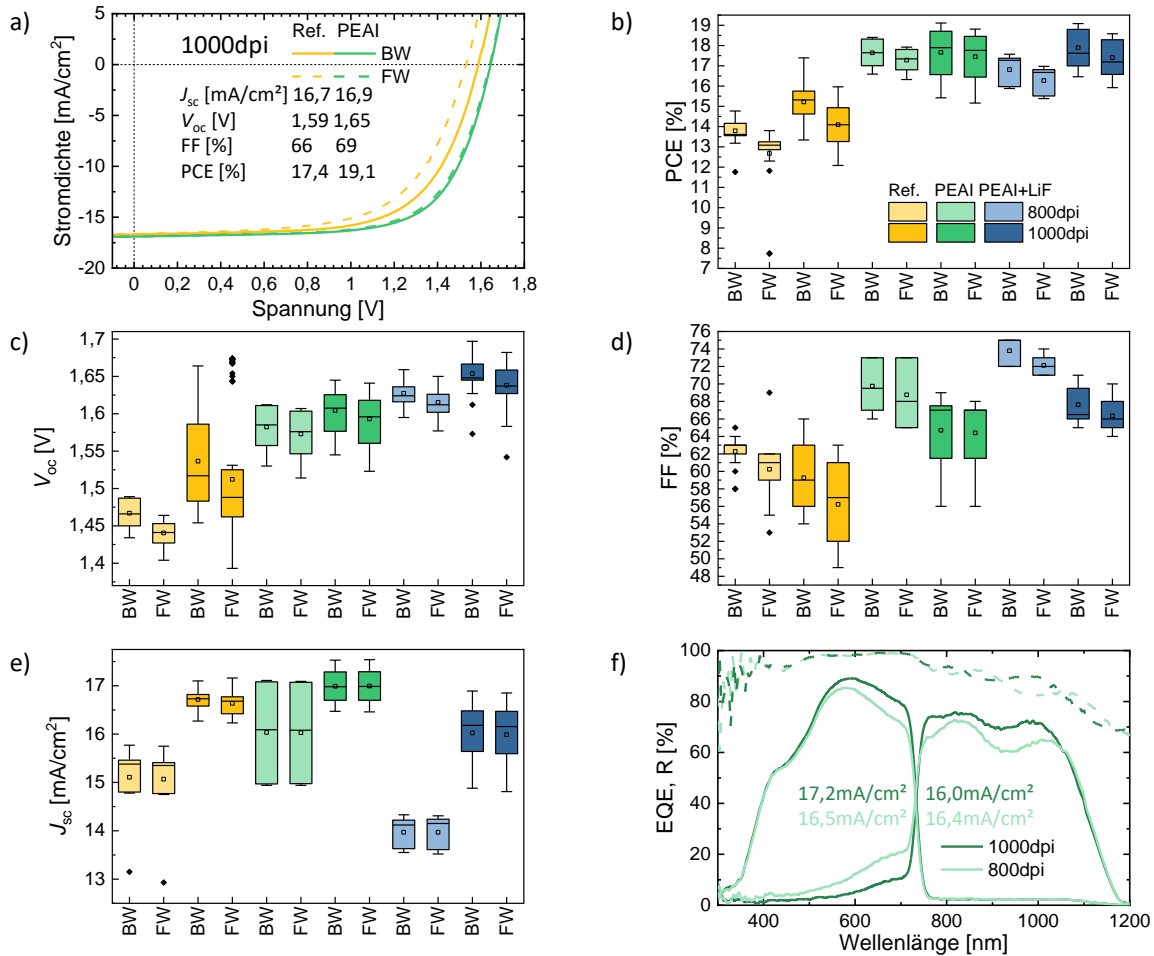 a)
1000dpi
Ref. PEAI
BW
FW
Jsc [mA/cm²] 16,7 16,9
Voc [V] 1,59 1,65
FF [%] 66 69
PCE [%] 17,4 19,1
Stromdichte [mA/cm²]
5
0
-5
-10
-15
-20
0 0,2 0,4 0,6 0,8 1 1,2 1,4 1,6 1,8
Spannung [V]
b)
PCE [%]
19
18
17
16
15
14
13
12
11
10
9
8
7
Ref. PEAI PEAI+LiF
800dpi
1000dpi
BW FW BW FW BW FW BW FW BW FW BW FW
c)
Voc [V]
1,7
1,65
1,6
1,55
1,5
1,45
1,4
BW FW BW FW BW FW BW FW BW FW BW FW
d)
FF [%]
76
74
72
70
68
66
64
62
60
58
56
54
52
50
48
BW FW BW FW BW FW BW FW BW FW BW FW
e)
Jsc [mA/cm²]
17
16
15
14
13
BW FW BW FW BW FW BW FW BW FW BW FW
f)
EQE, R [%]
100
80
60
40
20
0
17,2mA/cm² 16,0mA/cm²
16,5mA/cm² 16,4mA/cm²
1000dpi
800dpi
400 600 800 1000 1200
Wellenlänge [nm]